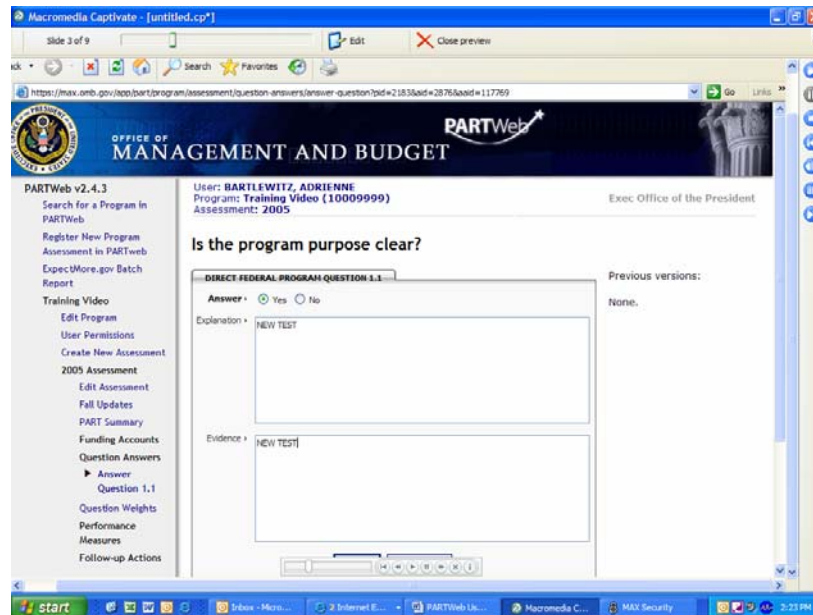 Macromedia Captivate - [untitled.cp*]
Slide 3 of 9
Edit
Close preview
Search
Favorites
https://max.omb.gov/app/part/program/assessment/question-answers/answer-question?pid=2183&aid=2876&aaid=117769
Go
Links
PARTWeb
OFFICE OF
MANAGEMENT AND BUDGET
PARTWeb v2.4.3
Search for a Program in
PARTWeb
Register New Program
Assessment in PARTweb
ExpectMore.gov Batch
Report
Training Video
Edit Program
User Permissions
Create New Assessment
2005 Assessment
Edit Assessment
Fall Updates
PART Summary
Funding Accounts
Question Answers
Answer
Question 1.1
Question Weights
Performance
Measures
Follow-up Actions
User: BARTLEWITZ, ADRIENNE
Program: Training Video (10009999)
Assessment: 2005
Exec Office of the President
Is the program purpose clear?
DIRECT FEDERAL PROGRAM QUESTION 1.1
Answer
Yes
No
Explanation
NEW TEST
Evidence
NEW TEST
Previous versions:
None.
start
Inbox - Micro...
2 Internet E...
PARTWeb Us...
Macromedia C...
MAX Security
2:23 PM